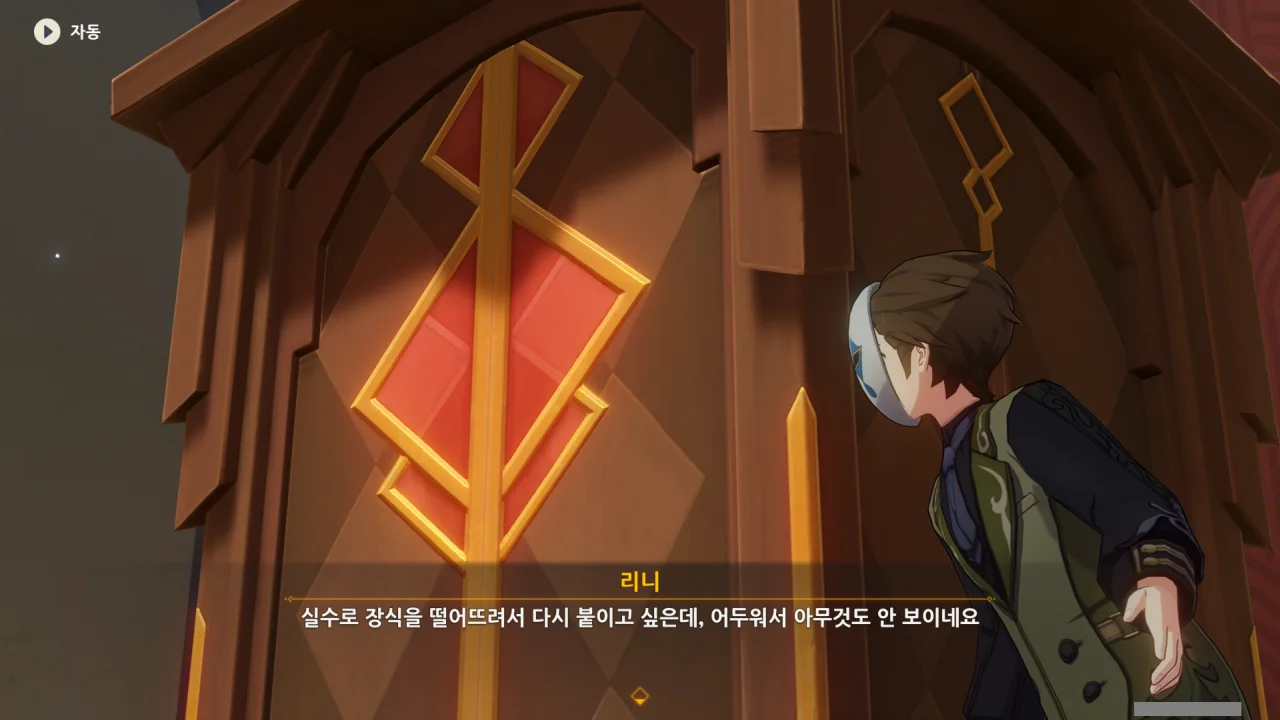 자동
리니
실수로 장식을 떨어뜨려서 다시 붙이고 싶은데, 어두워서 아무것도 안 보이네요